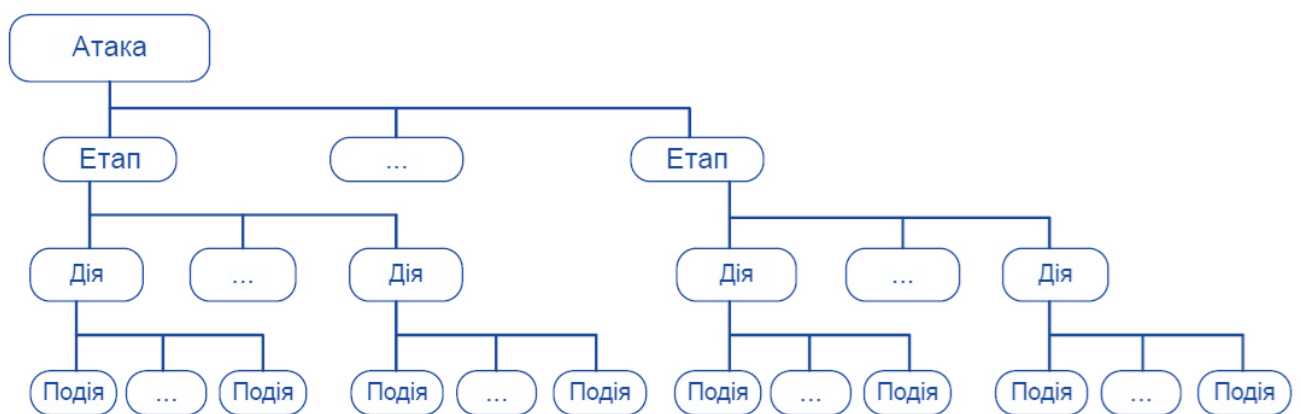 Атака
Етап ... Етап
Дія ... Дія Дія ... Дія
Подія ... Подія Подія ... Подія Подія ... Подія Подія ... Подія